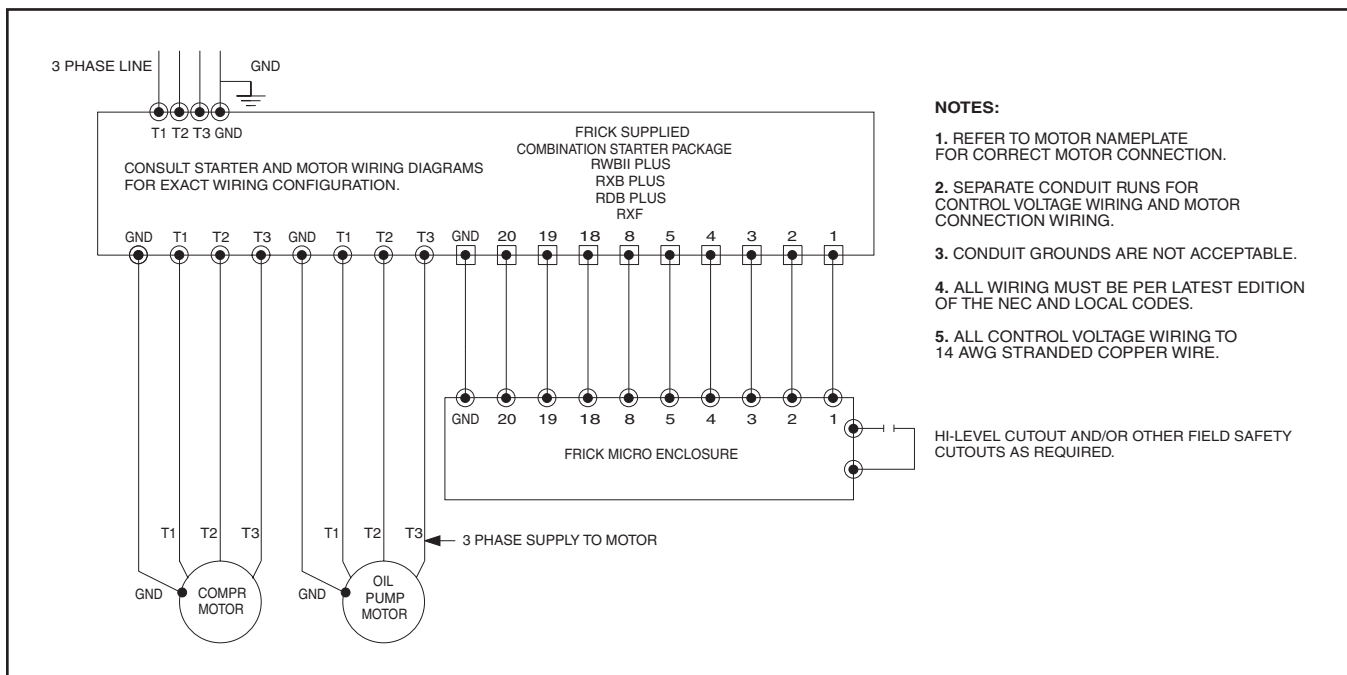 3 PHASE LINE
GND
T1 T2 T3 GND
CONSULT STARTER AND MOTOR WIRING DIAGRAMS
FOR EXACT WIRING CONFIGURATION.
FRICK SUPPLIED
COMBINATION STARTER PACKAGE
RWBII PLUS
RXB PLUS
RDB PLUS
RXF
GND T1 T2 T3 GND T1 T2 T3 GND 20 19 18 8 5 4 3 2 1
GND 20 19 18 8 5 4 3 2 1
FRICK MICRO ENCLOSURE
T1 T2 T3 T1 T2 T3
3 PHASE SUPPLY TO MOTOR
GND
COMPR
MOTOR
GND
OIL
PUMP
MOTOR
NOTES:
1. REFER TO MOTOR NAMEPLATE
FOR CORRECT MOTOR CONNECTION.
2. SEPARATE CONDUIT RUNS FOR
CONTROL VOLTAGE WIRING AND MOTOR
CONNECTION WIRING.
3. CONDUIT GROUNDS ARE NOT ACCEPTABLE.
4. ALL WIRING MUST BE PER LATEST EDITION
OF THE NEC AND LOCAL CODES.
5. ALL CONTROL VOLTAGE WIRING TO
14 AWG STRANDED COPPER WIRE.
HI-LEVEL CUTOUT AND/OR OTHER FIELD SAFETY
CUTOUTS AS REQUIRED.